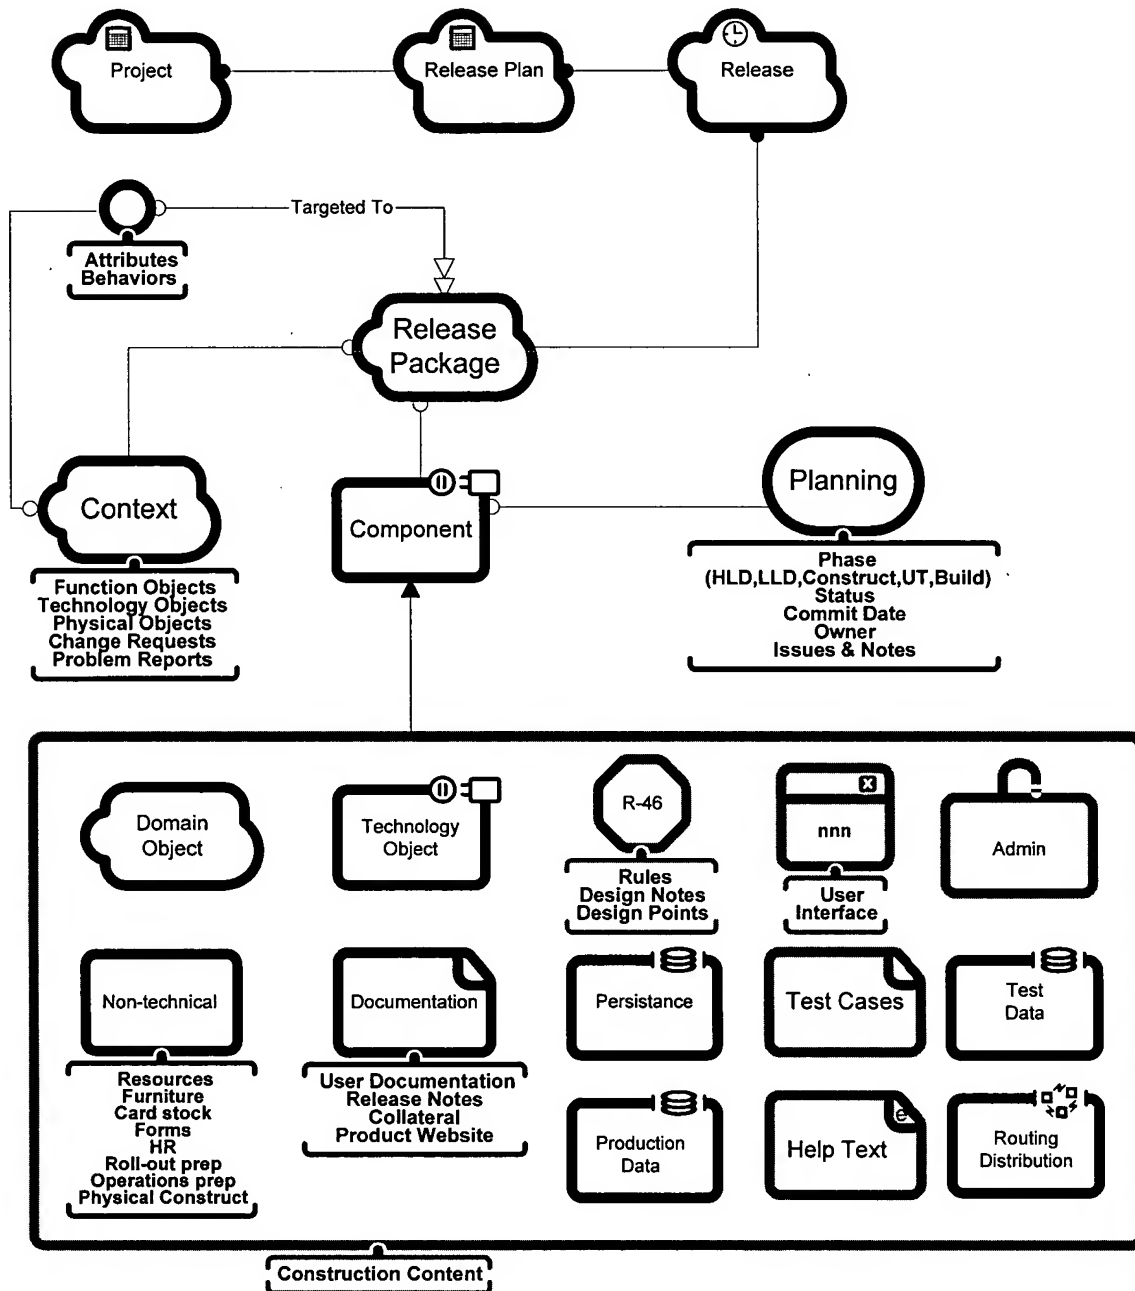 Project
Release Plan
Release
Targeted To
Attributes
Behaviors
Release
Package
Context
Function Objects
Technology Objects
Physical Objects
Change Requests
Problem Reports
Component
Planning
Phase
(HLD,LLD,Construct,UT,Build)
Status
Commit Date
Owner
Issues & Notes
Domain
Object
Technology
Object
R-46
Rules
Design Notes
Design Points
X
nnn
User
Interface
Admin
Non-technical
Resources
Furniture
Card stock
Forms
HR
Roll-out prep
Operations prep
Physical Construct
Documentation
User Documentation
Release Notes
Collateral
Product Website
Persistance
Test Cases
Test
Data
Production
Data
e
Help Text
Routing
Distribution
Construction Content